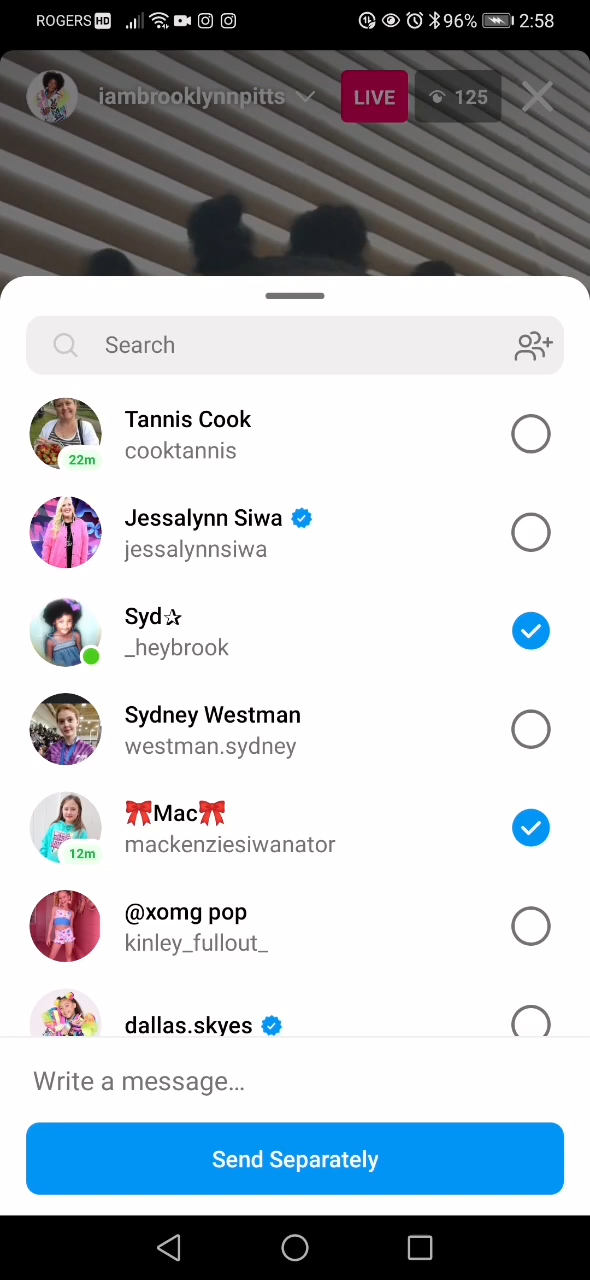 ROGERS HD 96% 2:58
iambrooklynnpitts LIVE 125
Search
Tannis Cook
cooktannis
22m
Jessalynn Siwa
jessalynnsiwa
Syd✰
_heybrook
Sydney Westman
westman.sydney
🎀Mac🎀
mackenziesiwanator
12m
@xomg pop
kinley_fullout_
dallas.skyes
Write a message…
Send Separately